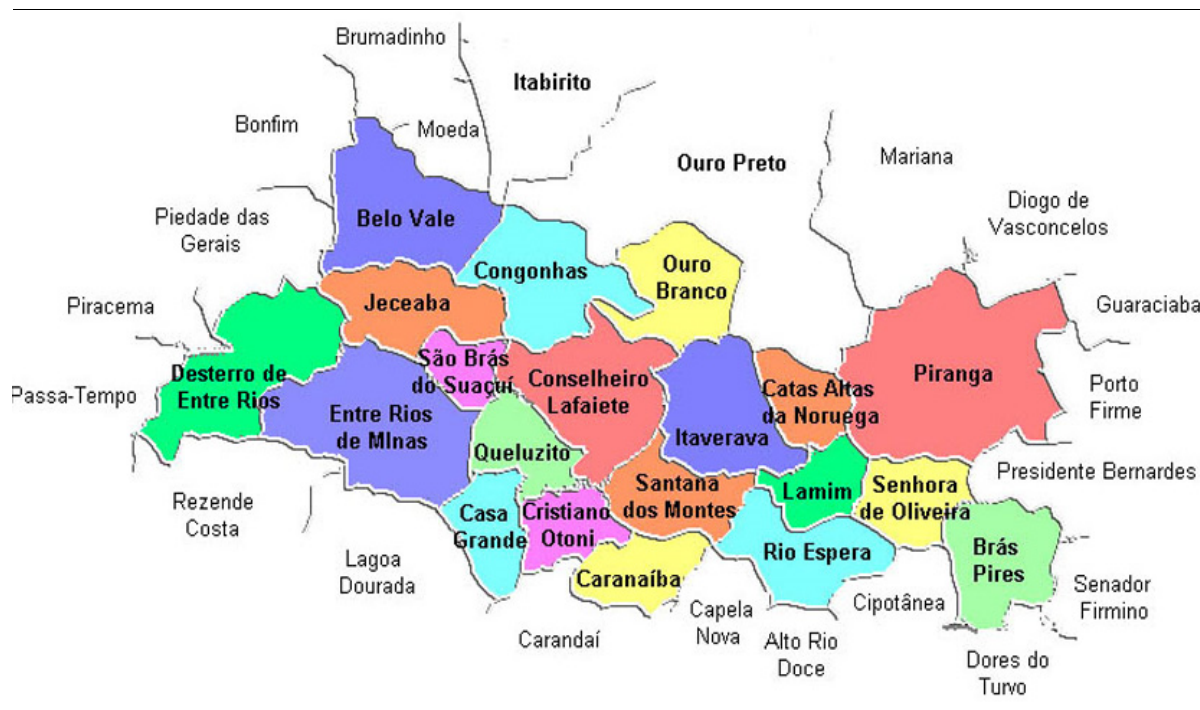 Brumadinho
Itabirito
Bonfim
Moeda
Ouro Preto
Mariana
Diogo de
Vasconcelos
Piedade das
Gerais
Belo Vale
Congonhas
Ouro
Branco
Piracema
Jeceaba
Guaraciaba
São Brás
do Suaçuí
Desterro de
Entre Rios
Passa-Tempo
Conselheiro
Lafaiete
Catas Altas
da Noruega
Piranga
Porto
Firme
Entre Rios
de MInas
Itaverava
Queluzito
Presidente Bernardes
Rezende
Costa
Santana
dos Montes
Lamim
Senhora
de Oliveira
Casa
Grande
Cristiano
Otoni
Rio Espera
Brás
Pires
Lagoa
Dourada
Caranaíba
Senador
Firmino
Capela
Nova
Cipotânea
Carandaí
Alto Rio
Doce
Dores do
Turvo